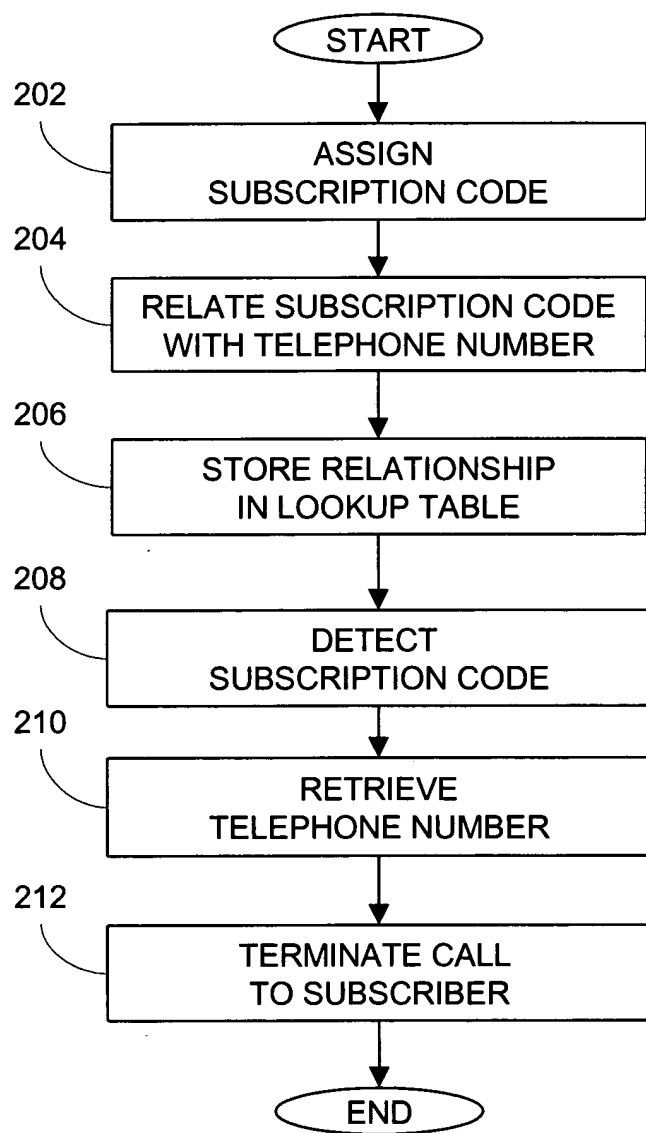 START
202
ASSIGN
SUBSCRIPTION CODE
204
RELATE SUBSCRIPTION CODE
WITH TELEPHONE NUMBER
206
STORE RELATIONSHIP
IN LOOKUP TABLE
208
DETECT
SUBSCRIPTION CODE
210
RETRIEVE
TELEPHONE NUMBER
212
TERMINATE CALL
TO SUBSCRIBER
END